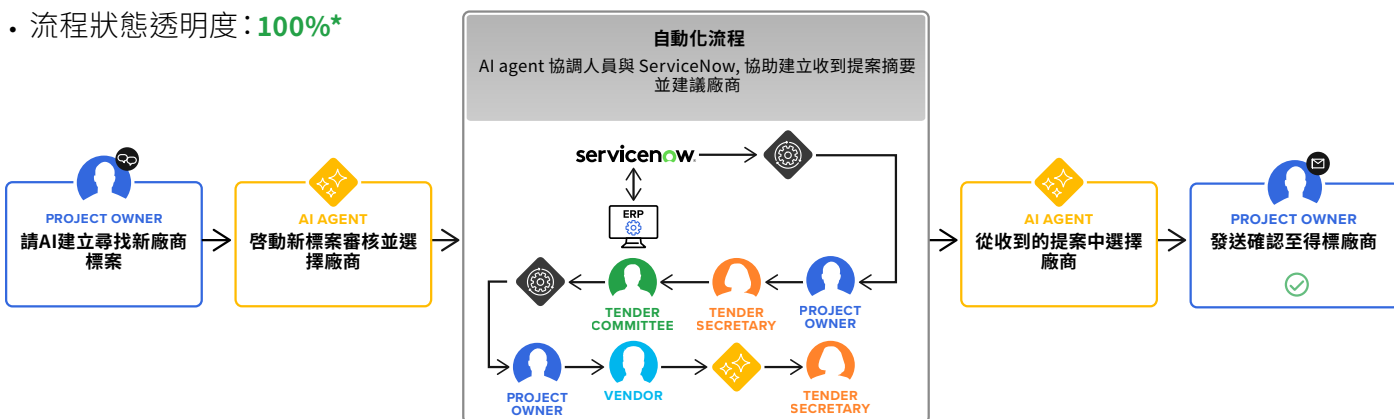 • 流程狀態透明度：100%*
自動化流程
AI agent 協調人員與 ServiceNow, 協助建立收到提案摘要
並建議廠商
servicenow
ERP
PROJECT OWNER
請AI建立尋找新廠商
標案
AI AGENT
啓動新標案審核並選
擇廠商
TENDER
COMMITTEE
TENDER
SECRETARY
PROJECT
OWNER
PROJECT
OWNER
VENDOR
TENDER
SECRETARY
AI AGENT
從收到的提案中選擇
廠商
PROJECT OWNER
發送確認至得標廠商